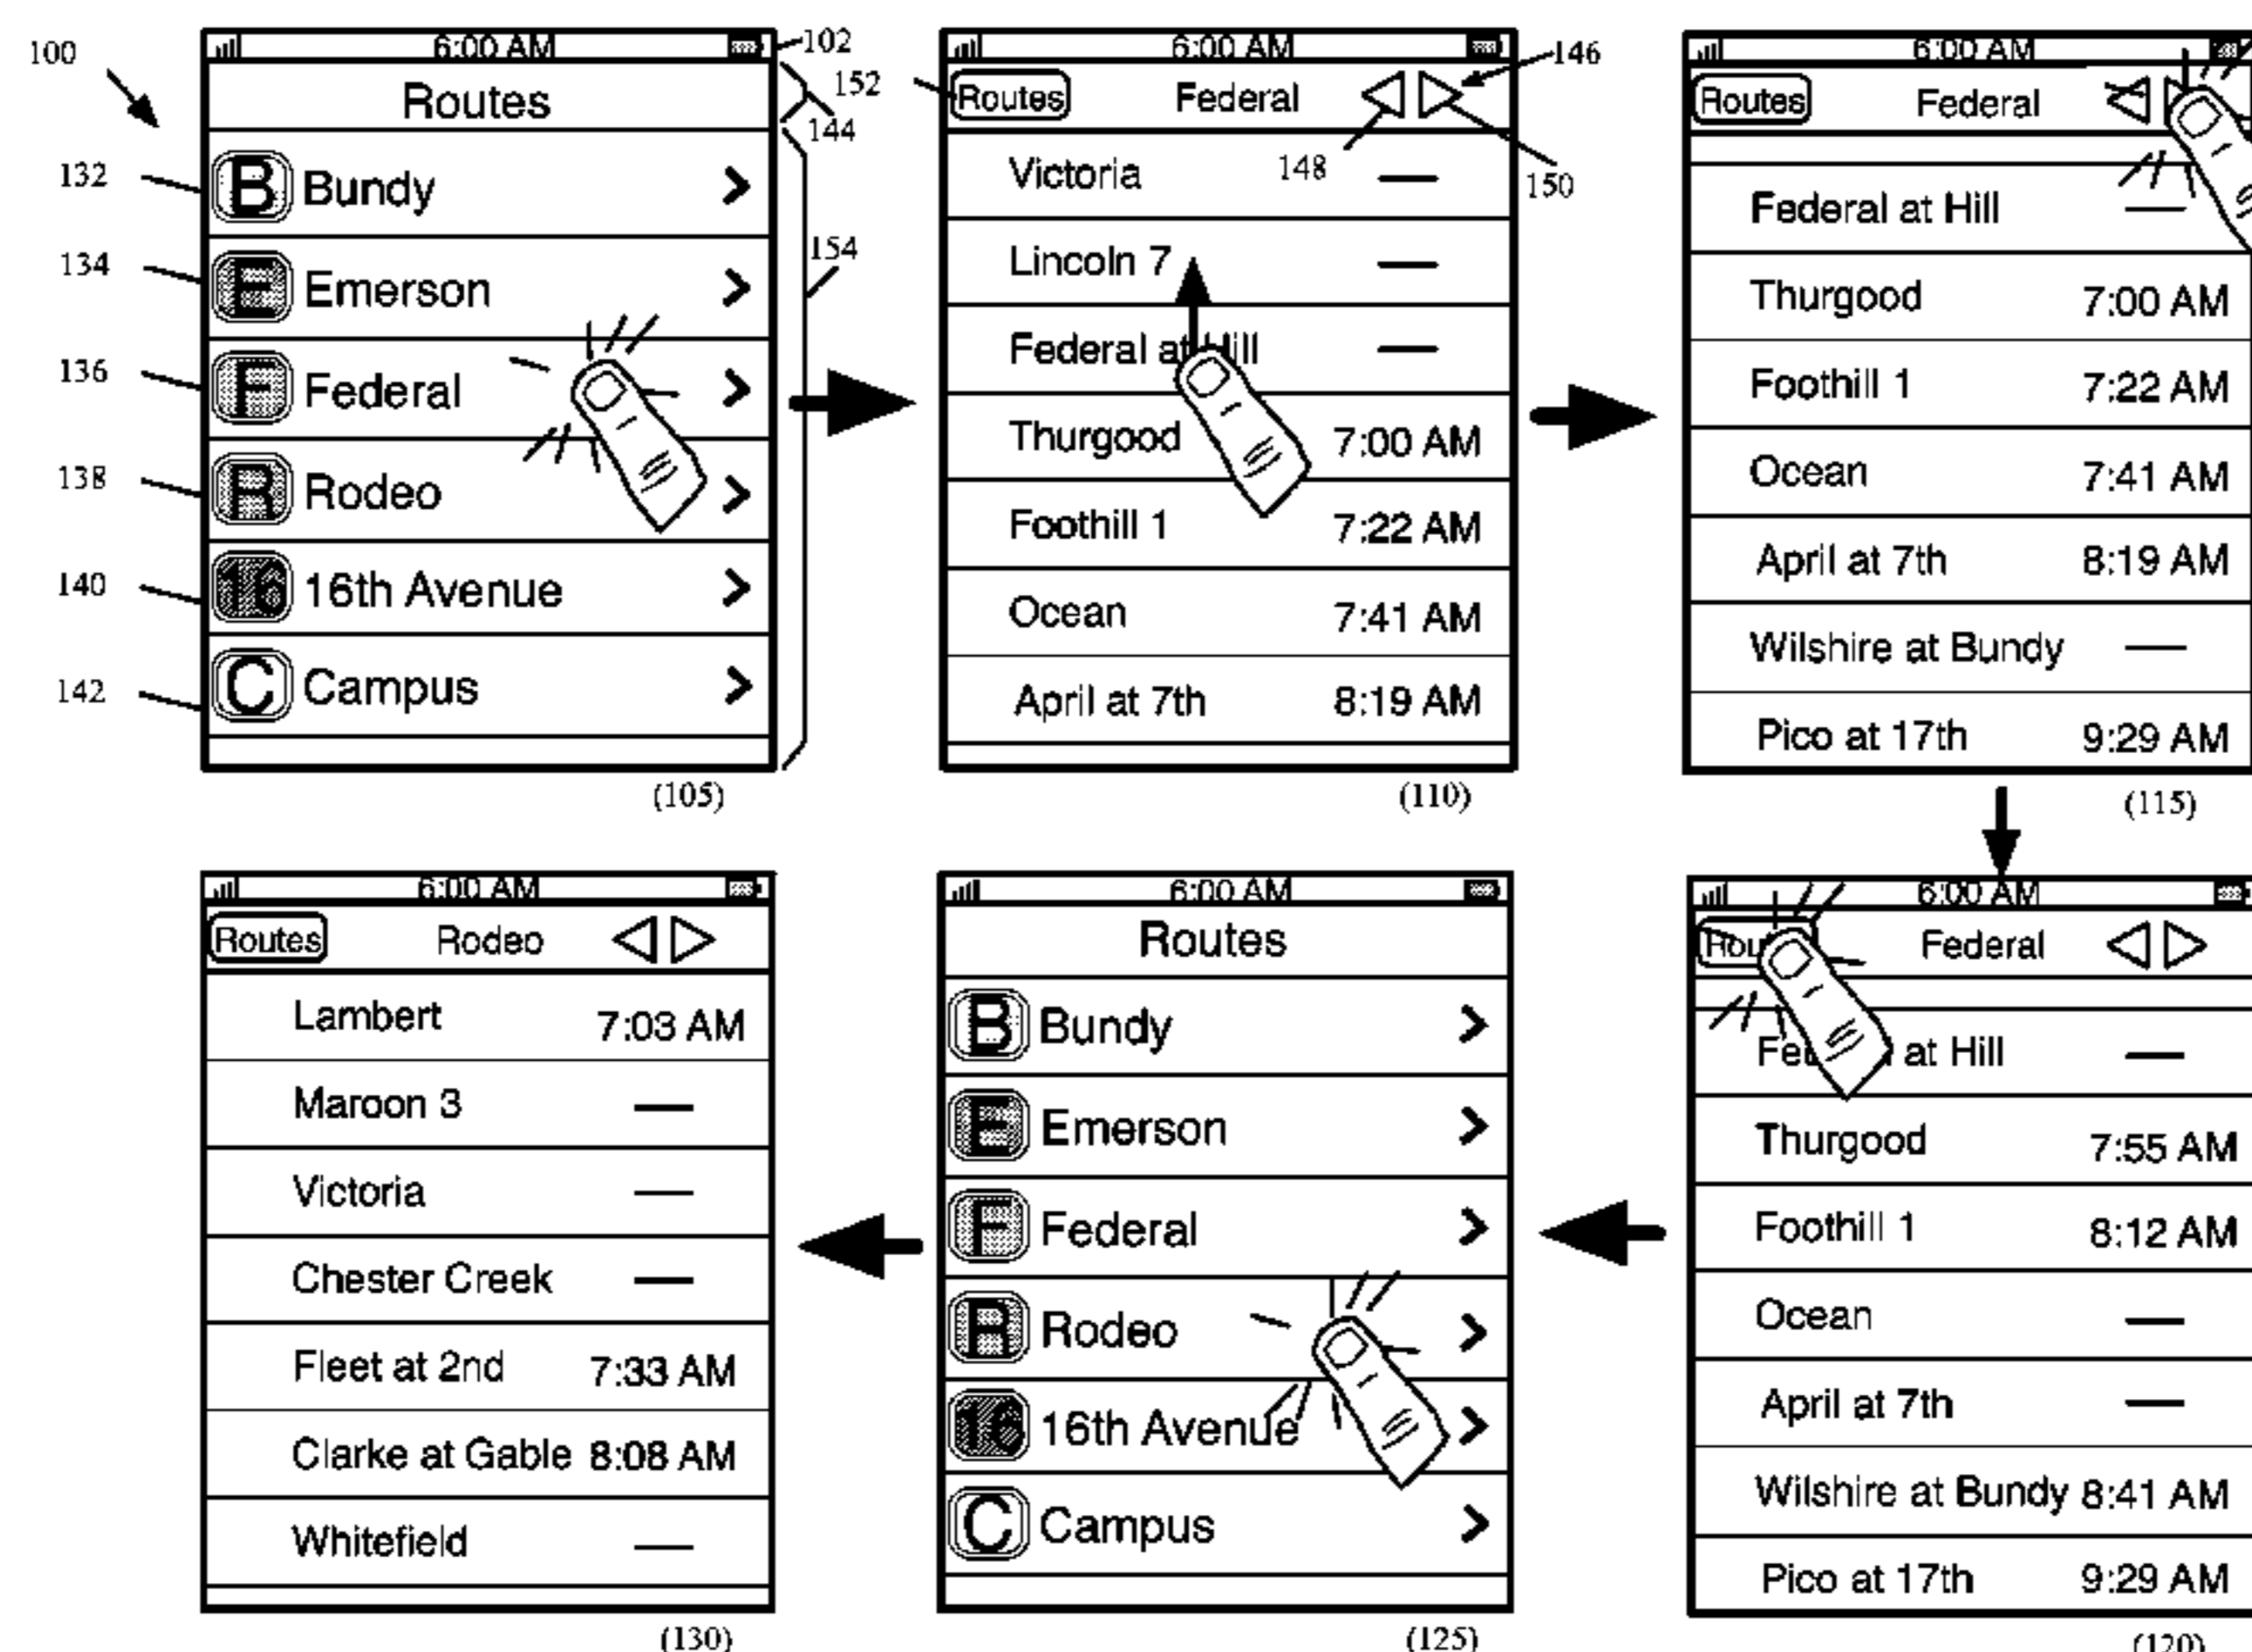 100
6:00 AM
102
Routes
144
132
B Bundy
134
E Emerson
154
136
F Federal
138
R Rodeo
140
16 16th Avenue
142
C Campus
(105)
6:00 AM
146
152
Routes Federal
148
150
Victoria —
Lincoln 7 —
Federal at Hill —
Thurgood 7:00 AM
Foothill 1 7:22 AM
Ocean 7:41 AM
April at 7th 8:19 AM
(110)
6:00 AM
Routes Federal
Federal at Hill —
Thurgood 7:00 AM
Foothill 1 7:22 AM
Ocean 7:41 AM
April at 7th 8:19 AM
Wilshire at Bundy —
Pico at 17th 9:29 AM
(115)
6:00 AM
Routes Rodeo
Lambert 7:03 AM
Maroon 3 —
Victoria —
Chester Creek —
Fleet at 2nd 7:33 AM
Clarke at Gable 8:08 AM
Whitefield —
(130)
6:00 AM
Routes
B Bundy
E Emerson
F Federal
R Rodeo
16 16th Avenue
C Campus
(125)
6:00 AM
Federal
at Hill —
Thurgood 7:55 AM
Foothill 1 8:12 AM
Ocean —
April at 7th —
Wilshire at Bundy 8:41 AM
Pico at 17th 9:29 AM
(120)